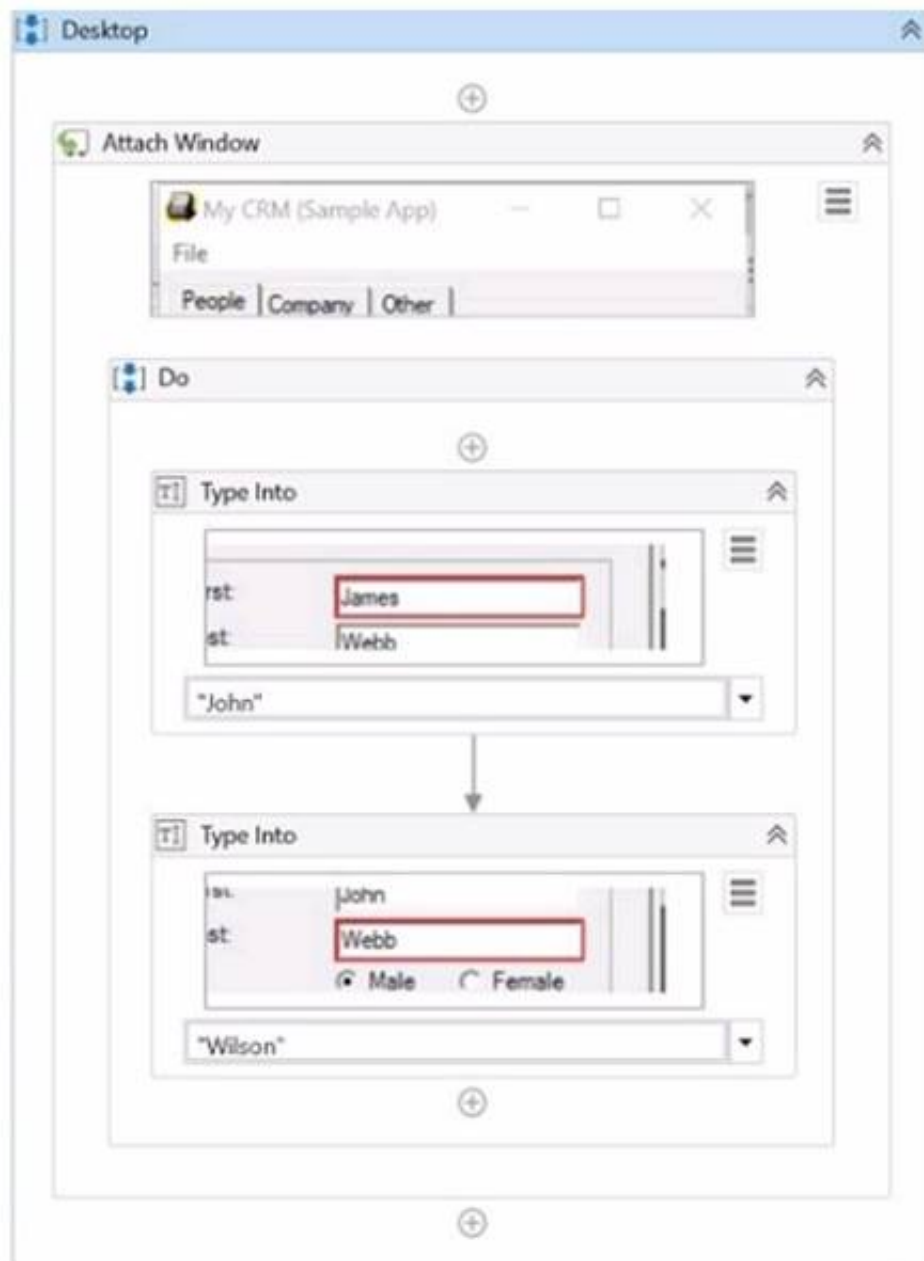 Desktop
Attach Window
My CRM (Sample App)
File
People Company Other
Do
Type Into
rst:
James
st:
Webb
"John"
Type Into
John
st:
Webb
Male Female
"Wilson"